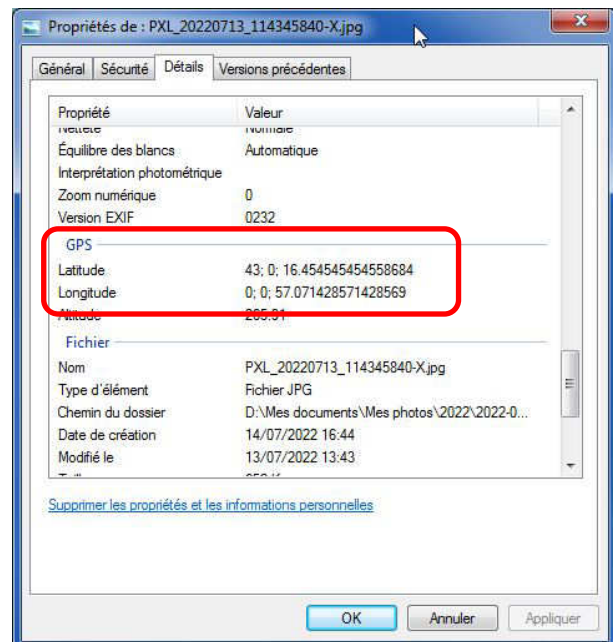 Propriétés de : PXL_20220713_114345840-X.jpg
Général Sécurité Détails Versions précédentes
Propriété Valeur
Netteté Normale
Équilibre des blancs Automatique
Interprétation photométrique
Zoom numérique 0
Version EXIF 0232
GPS
Latitude 43; 0; 16.454545454558684
Longitude 0; 0; 57.071428571428569
Altitude
Fichier
Nom PXL_20220713_114345840-X.jpg
Type d'élément Fichier JPG
Chemin du dossier D:\Mes documents\Mes photos\2022\2022-0...
Date de création 14/07/2022 16:44
Modifié le 13/07/2022 13:43
Supprimer les propriétés et les informations personnelles
OK Annuler Appliquer